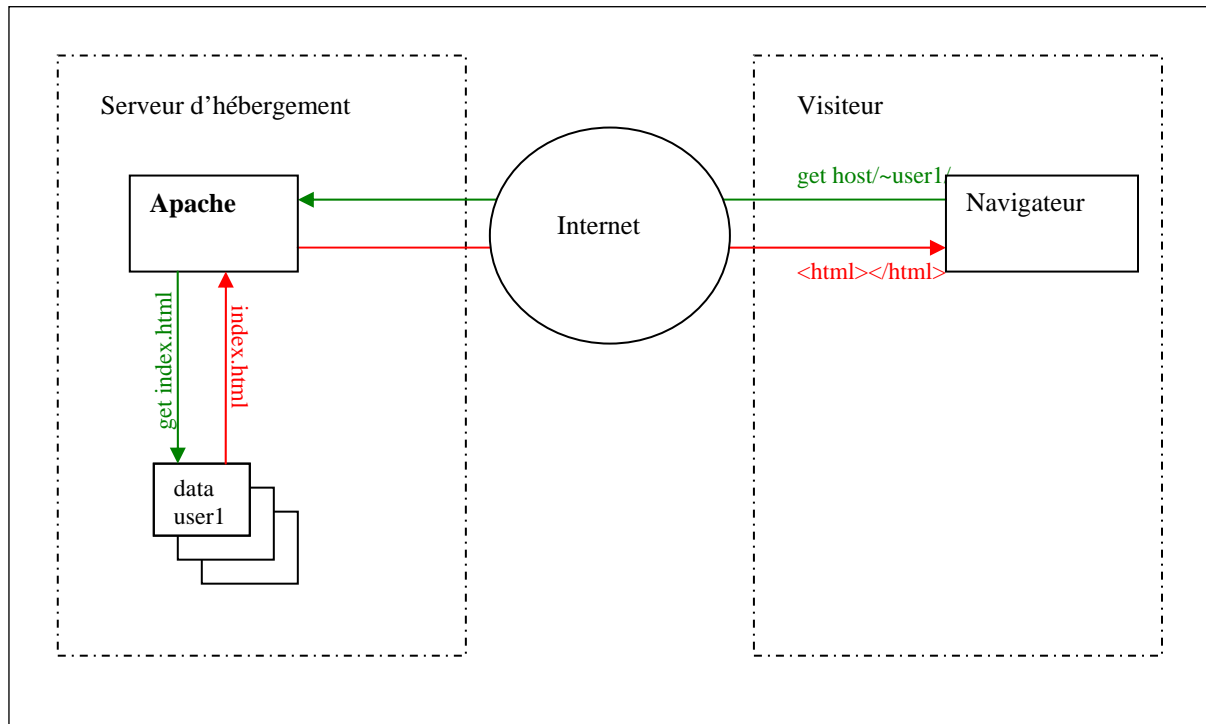 Serveur d’hébergement
Visiteur
get host/~user1/
Apache
Navigateur
Internet
<html></html>
get index.html
index.html
data
user1